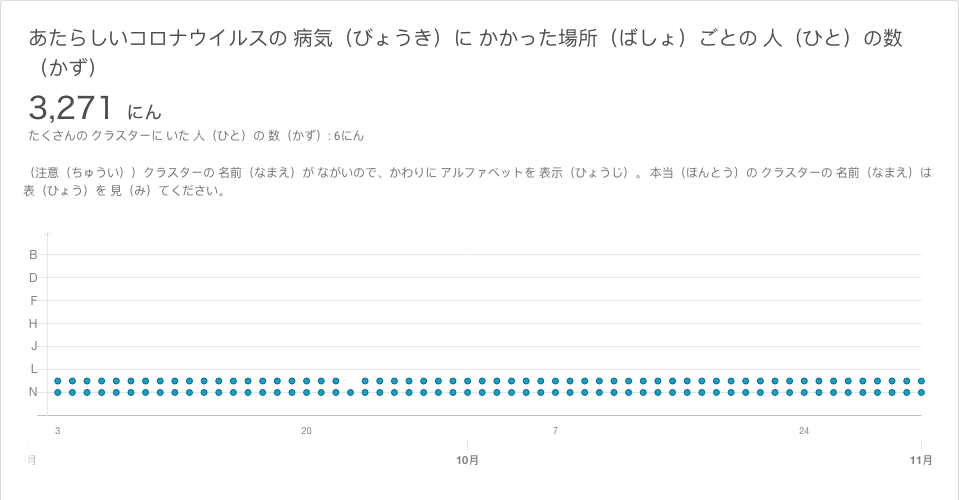 あたらしいコロナウイルスの 病気（びょうき）に かかった場所（ばしょ）ごとの 人（ひと）の数
（かず）
3,271 にん
たくさんの クラスターに いた 人（ひと）の 数（かず）: 6にん
（注意（ちゅうい））クラスターの 名前（なまえ）が ながいので、かわりに アルファベットを 表示（ひょうじ）。 本当（ほんとう）の クラスターの 名前（なまえ）は
表（ひょう）を 見（み）てください。
B
D
F
H
J
L
N
3 20 7 24
月 10月 11月